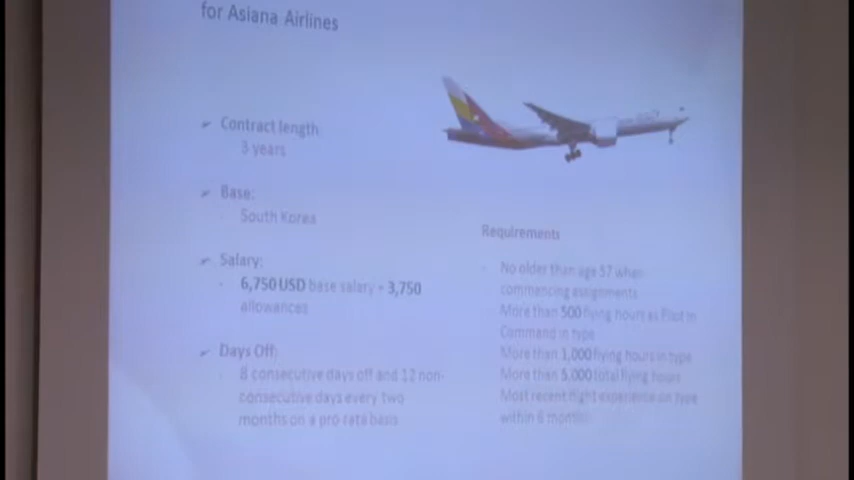 for Asiana Airlines
Contract length
3 years
Base:
South Korea
Salary:
6,750 USD base salary + 3,750
allowances
Days Off:
8 consecutive days off and 12 non-
consecutive days every two
months on a pro rata basis
Requirements
No older than age 57 when
commencing assignments
More than 500 flying hours as Pilot in
Command in type
More than 1,000 flying hours in type
More than 5,000 total flying hours
Most recent flight experience on type
within 6 months